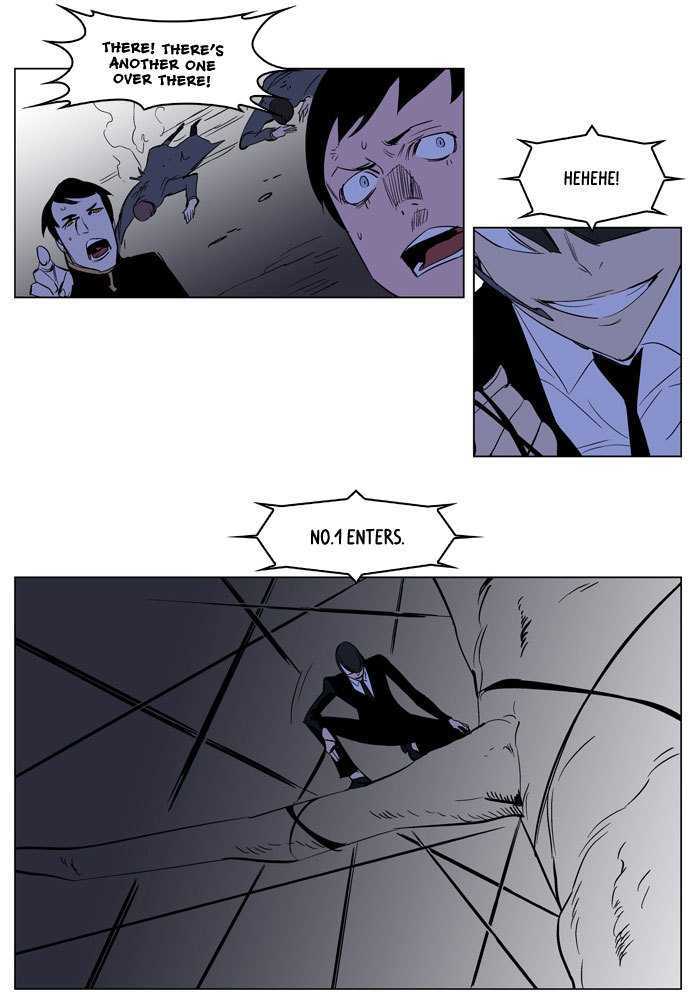 THERE! THERE'S
ANOTHER ONE
OVER THERE!
HEHEHE!
NO.1 ENTERS.